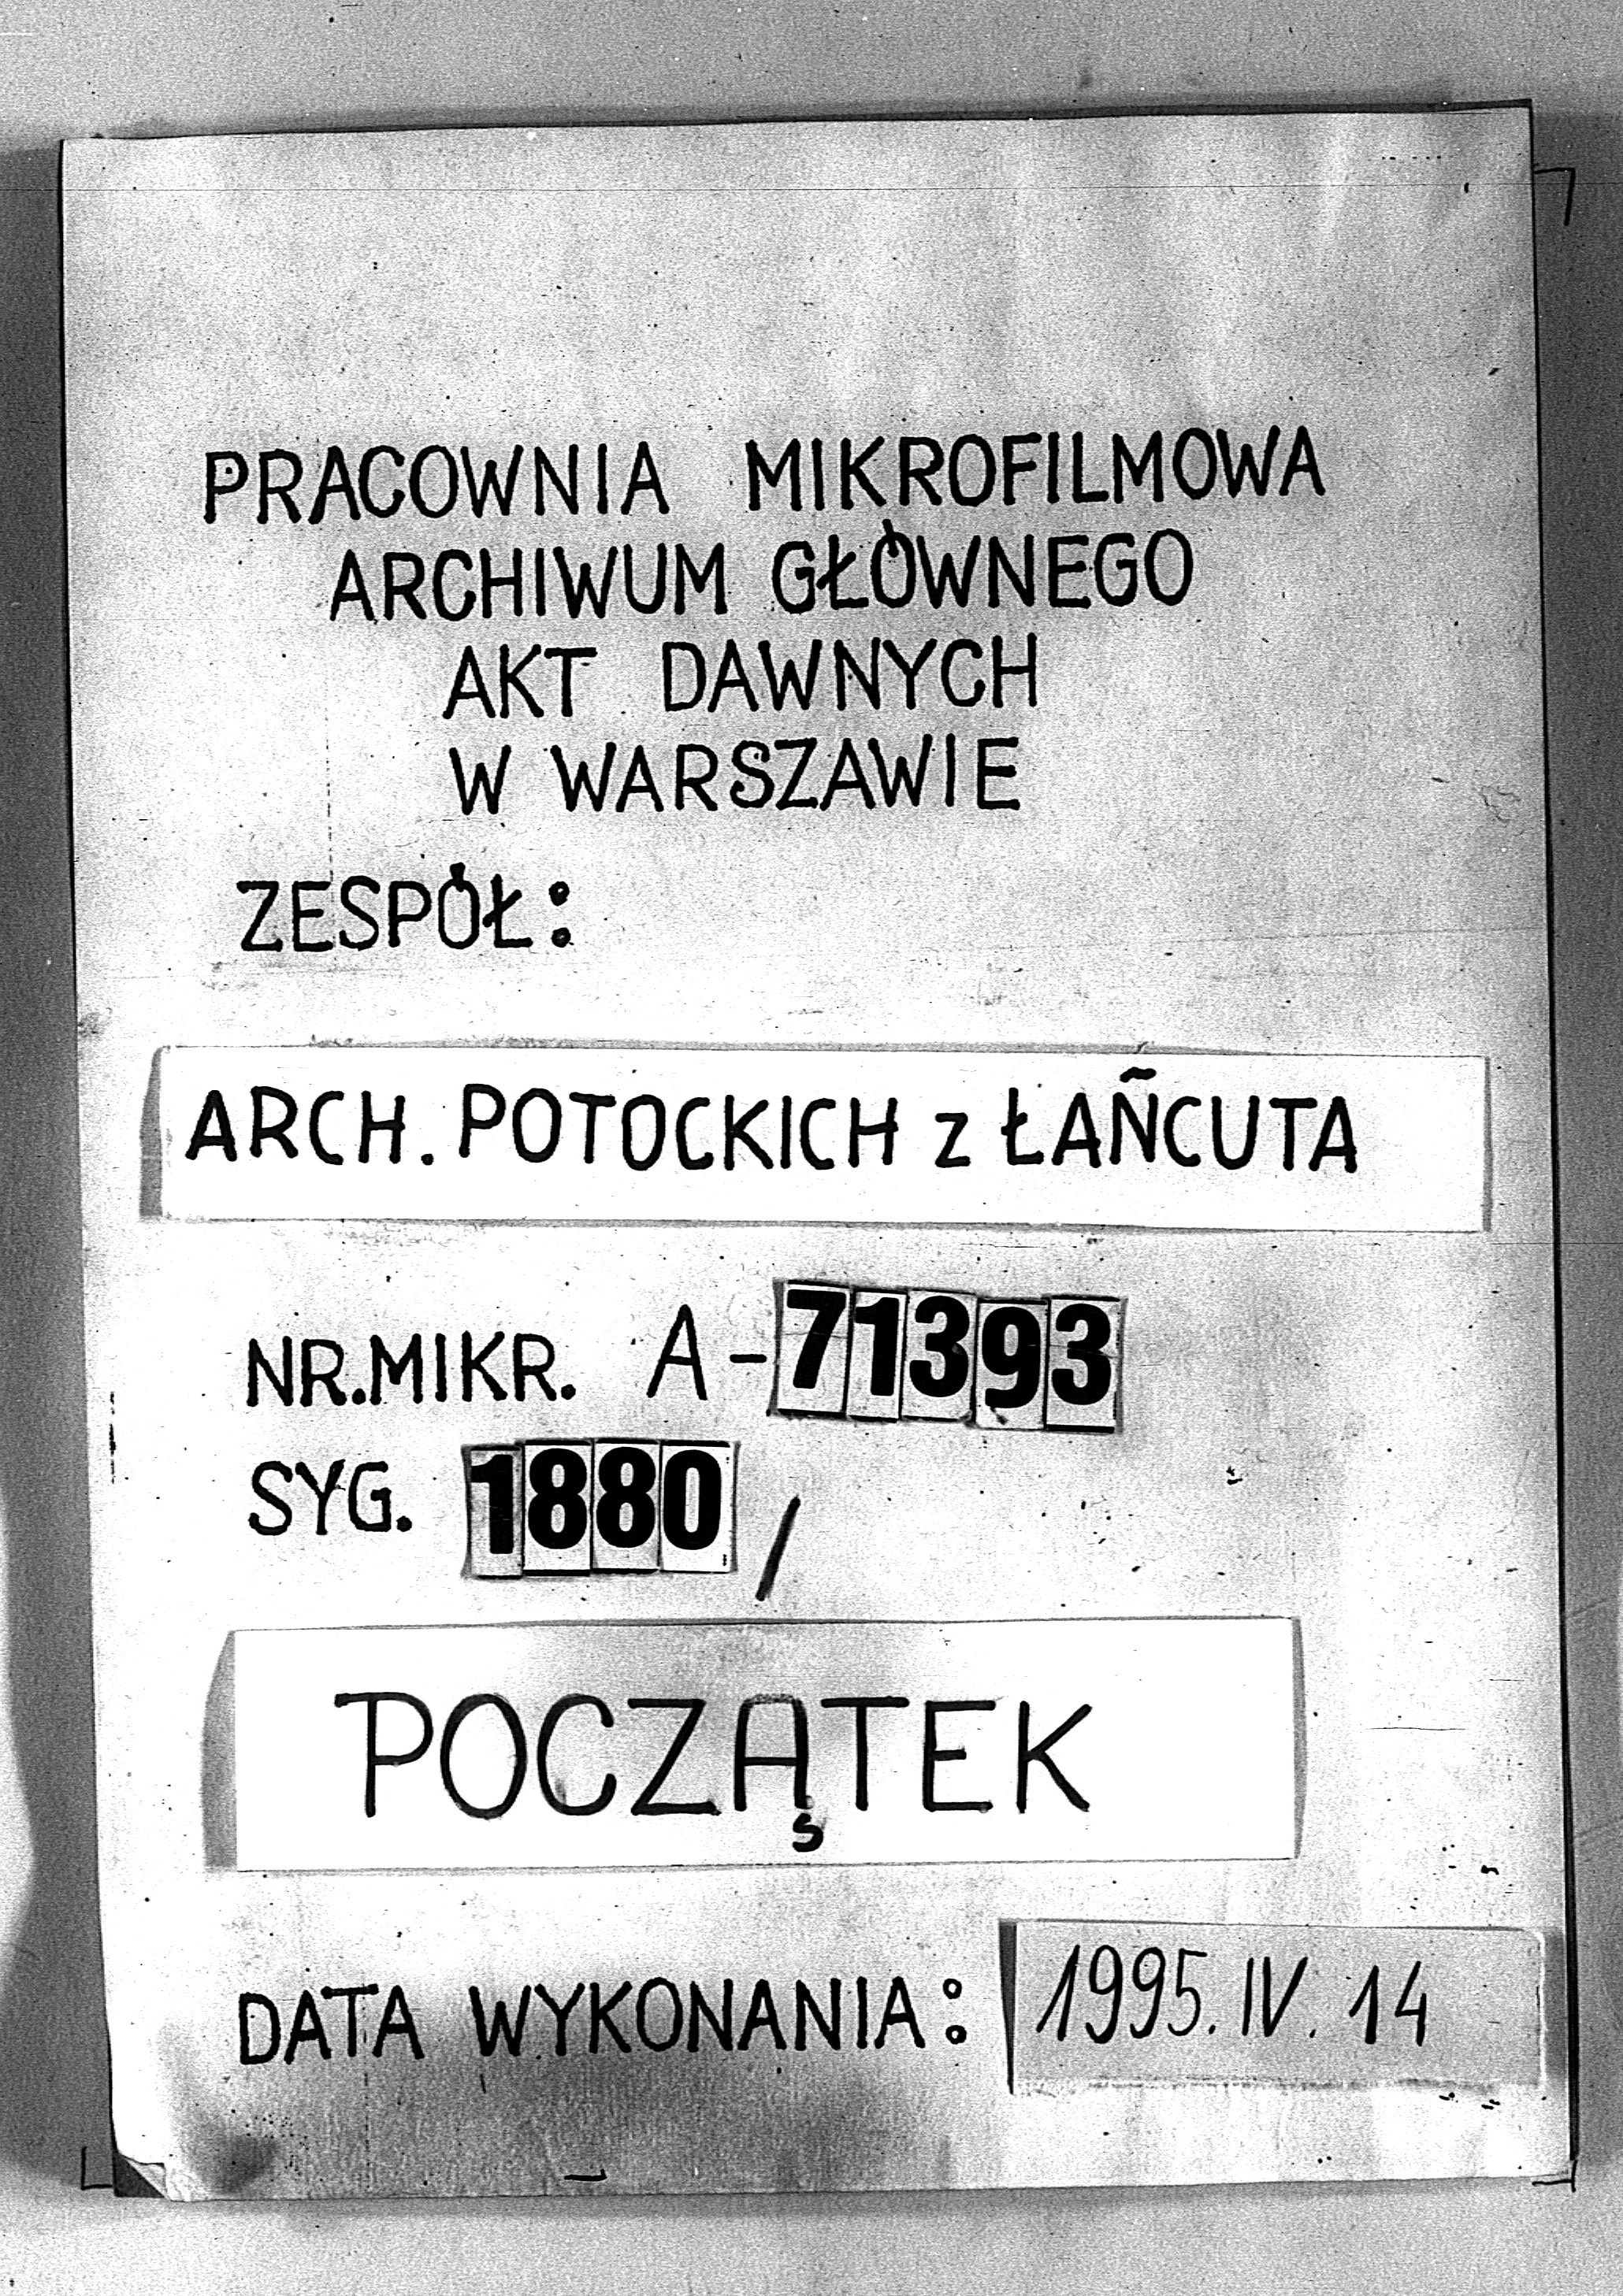 PRACOWNIA MIKROFILMOWA
ARCHIWUM GŁÓWNEGO
AKT DAWNYCH
W WARSZAWIE
ZESPÓŁ:
ARCH. POTOCKICH z ŁAŃCUTA
NR.MIKR. A-71393
SYG. 1880/
POCZĄTEK
DATA WYKONANIA: 1995.IV.14